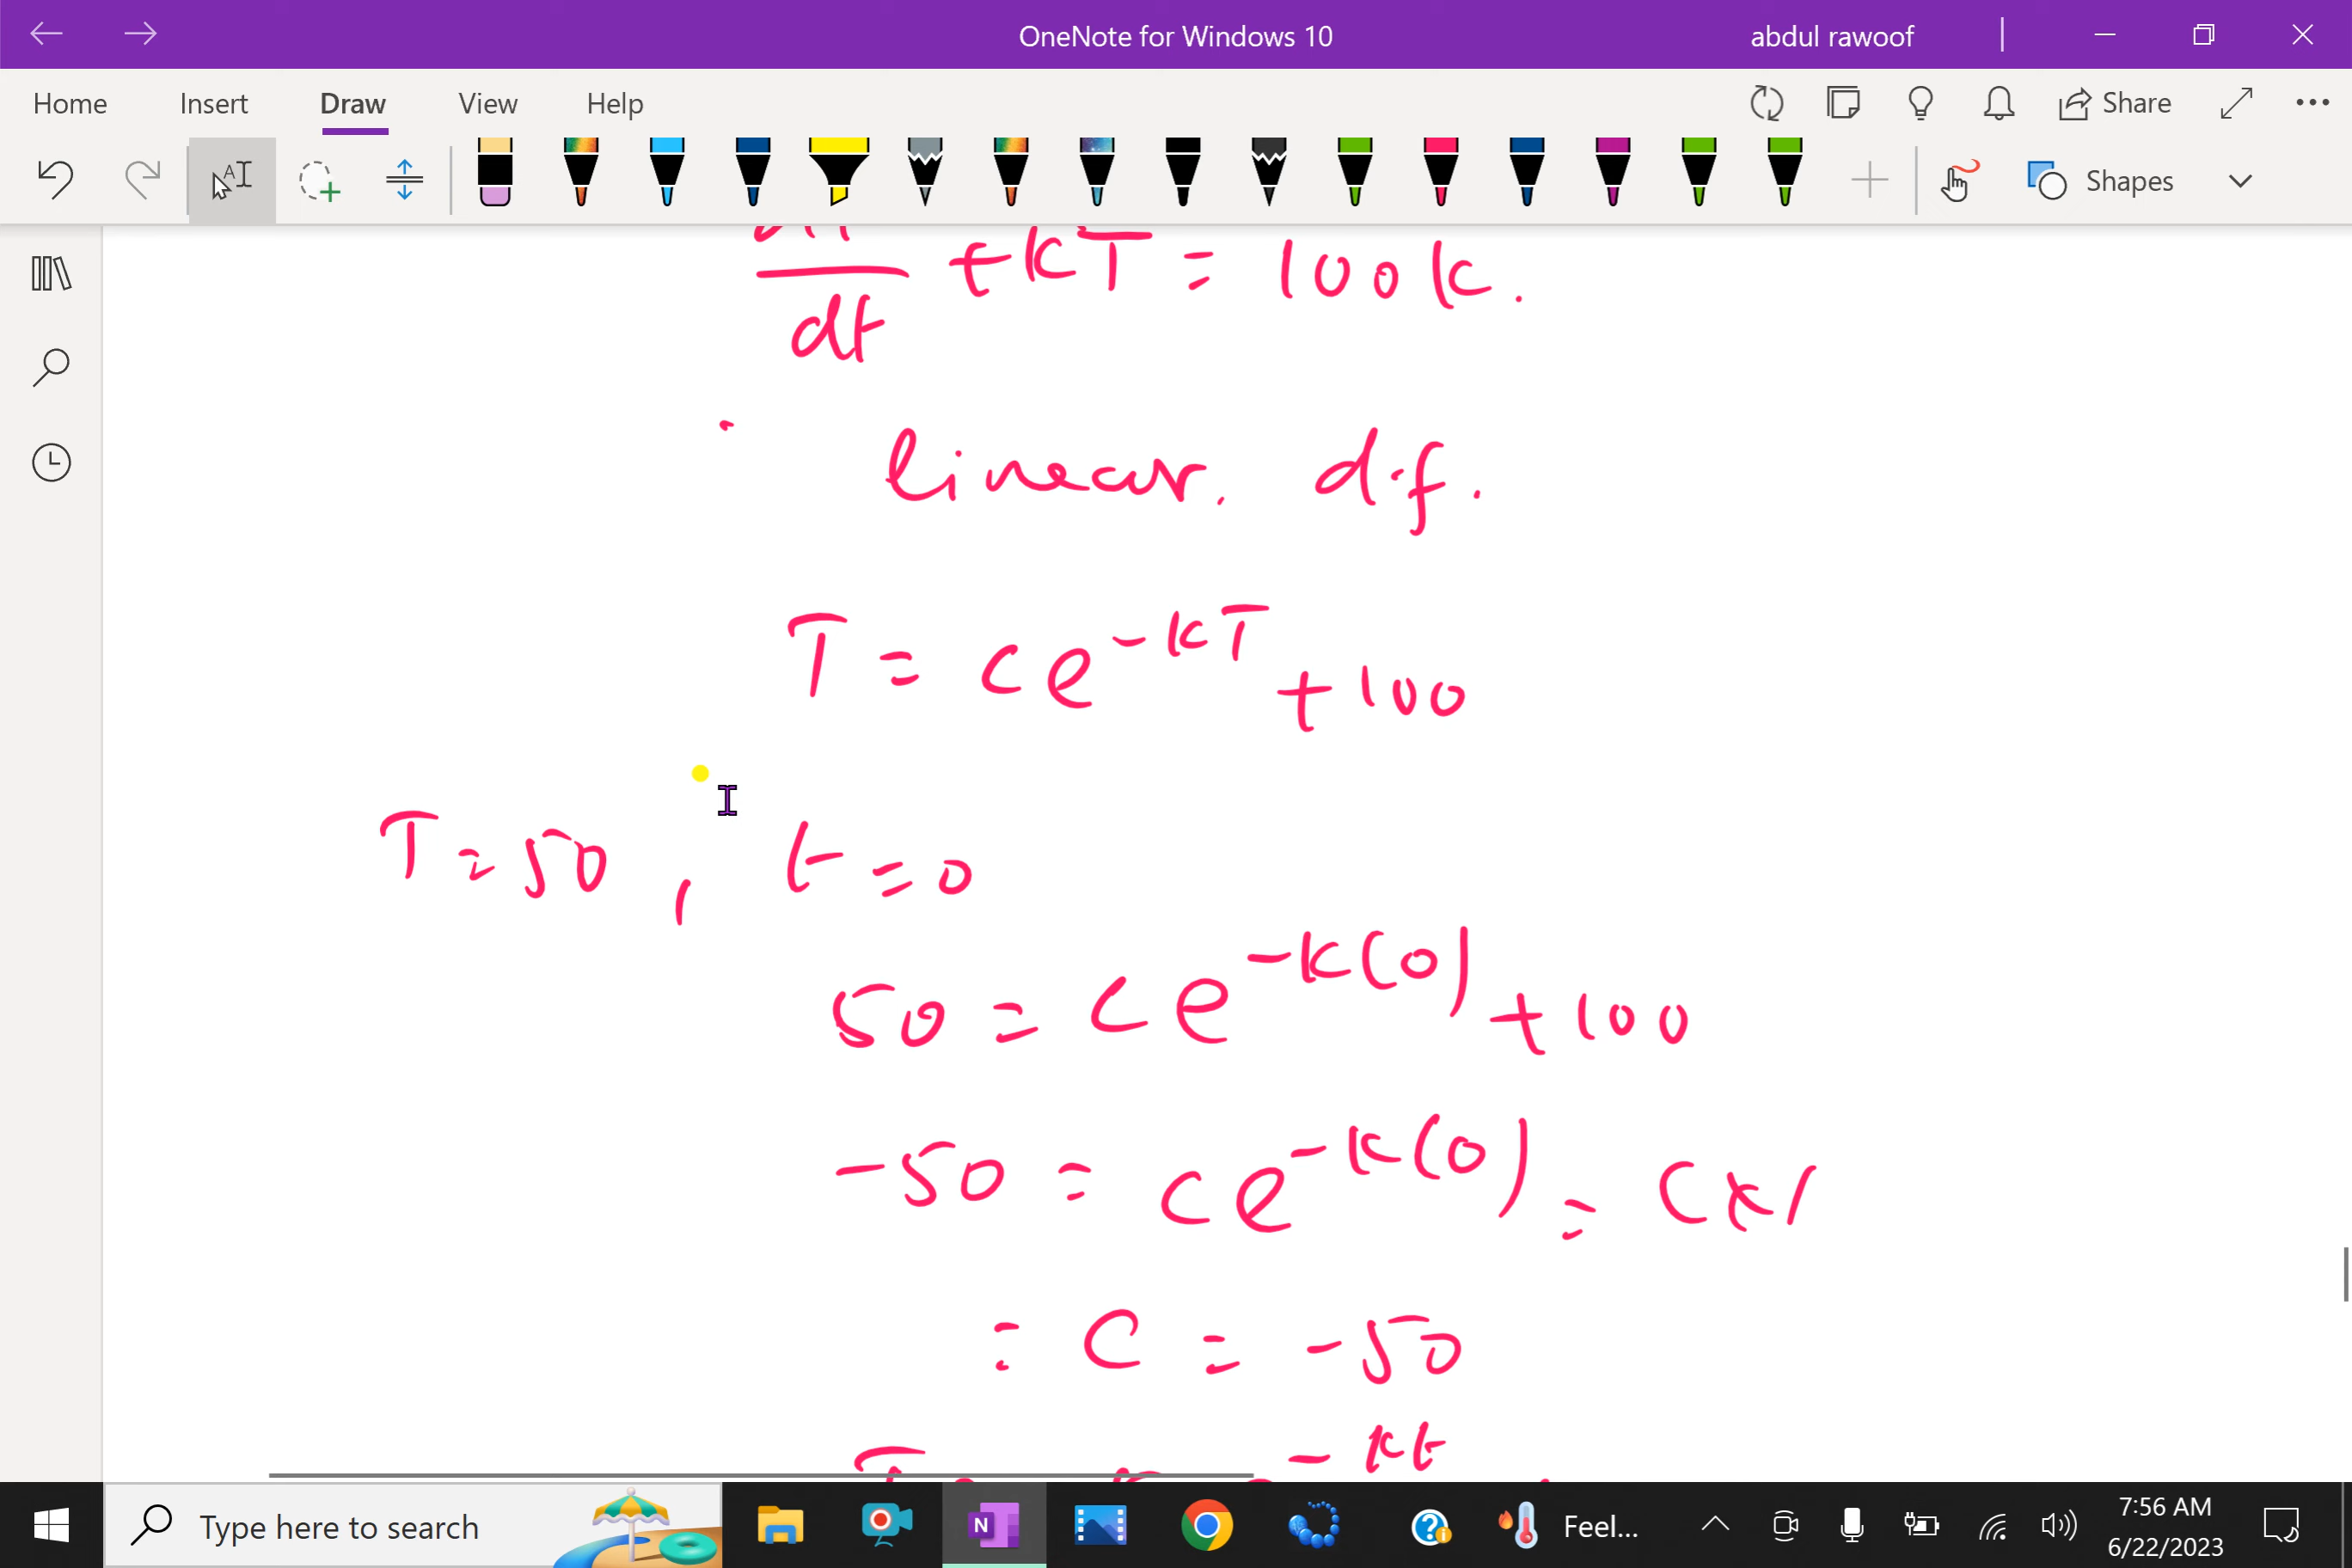 OneNote for Windows 10
abdul rawoof
Home Insert Draw View Help
Share
Shapes
dt + kT = 100k.
linear. d.f.
T = ce^-kT + 100
T = 50, t = 0
50 = ce^-k(0) + 100
-50 = ce^-k(0) = C×1
= C = -50
-kt
Type here to search
Feel...
7:56 AM
6/22/2023